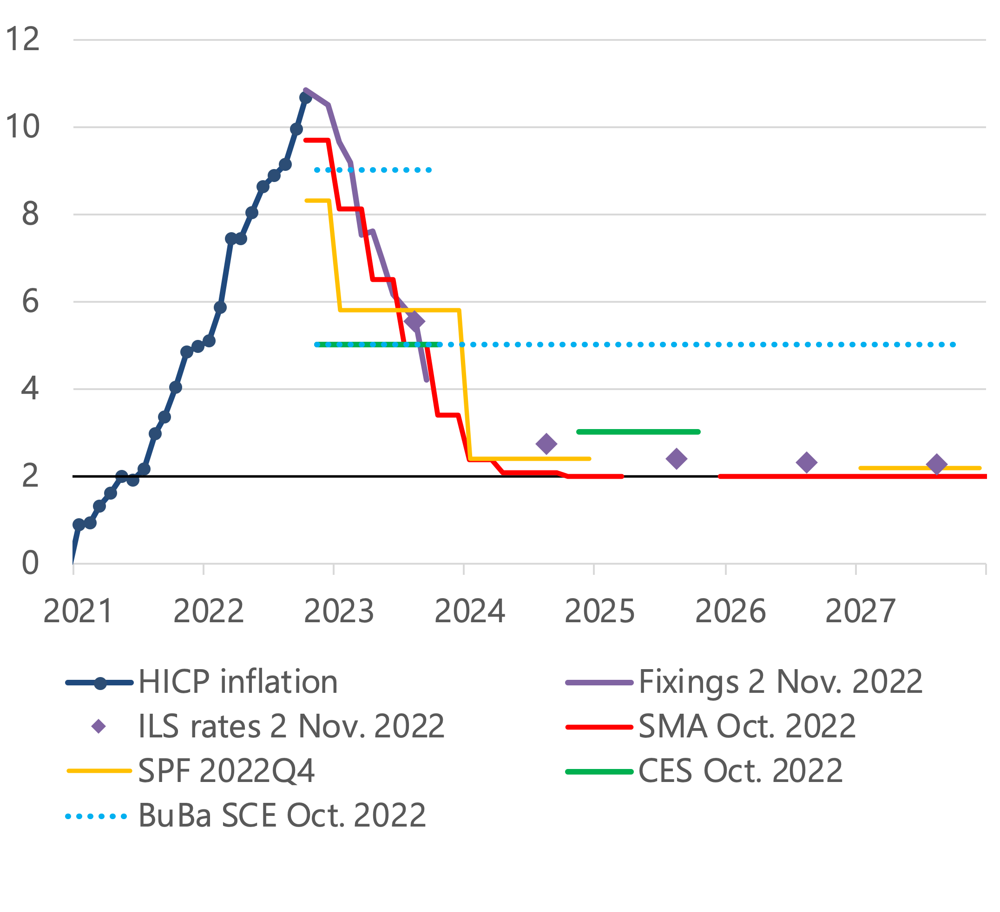 12
10
8
6
4
2
0
2021 2022 2023 2024 2025 2026 2027
HICP inflation Fixings 2 Nov. 2022
ILS rates 2 Nov. 2022 SMA Oct. 2022
SPF 2022Q4 CES Oct. 2022
BuBa SCE Oct. 2022